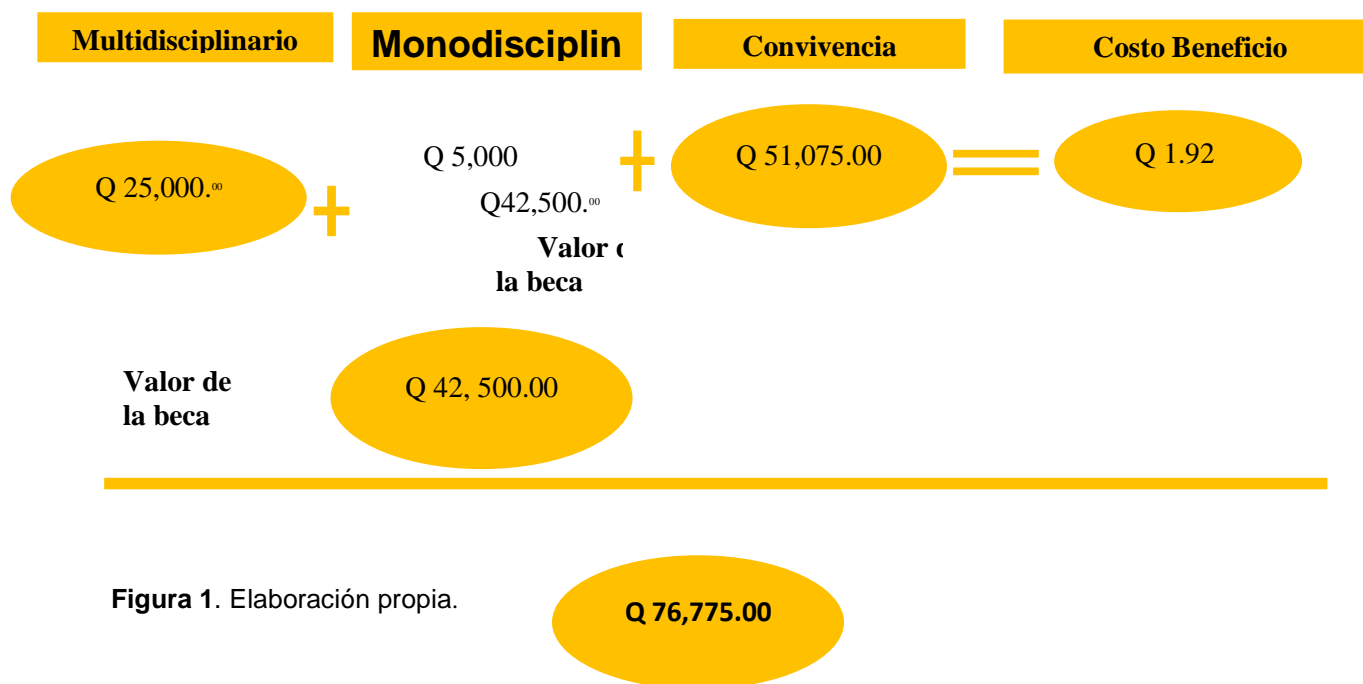 Multidisciplinario
Monodisciplin
Convivencia
Costo Beneficio
Q 25,000.⁰⁰
+
Q 5,000
Q42,500.⁰⁰
Valor
la beca
+
Q 51,075.00
=
Q 1.92
Valor de
la beca
Q 42, 500.00
Figura 1. Elaboración propia.
Q 76,775.00